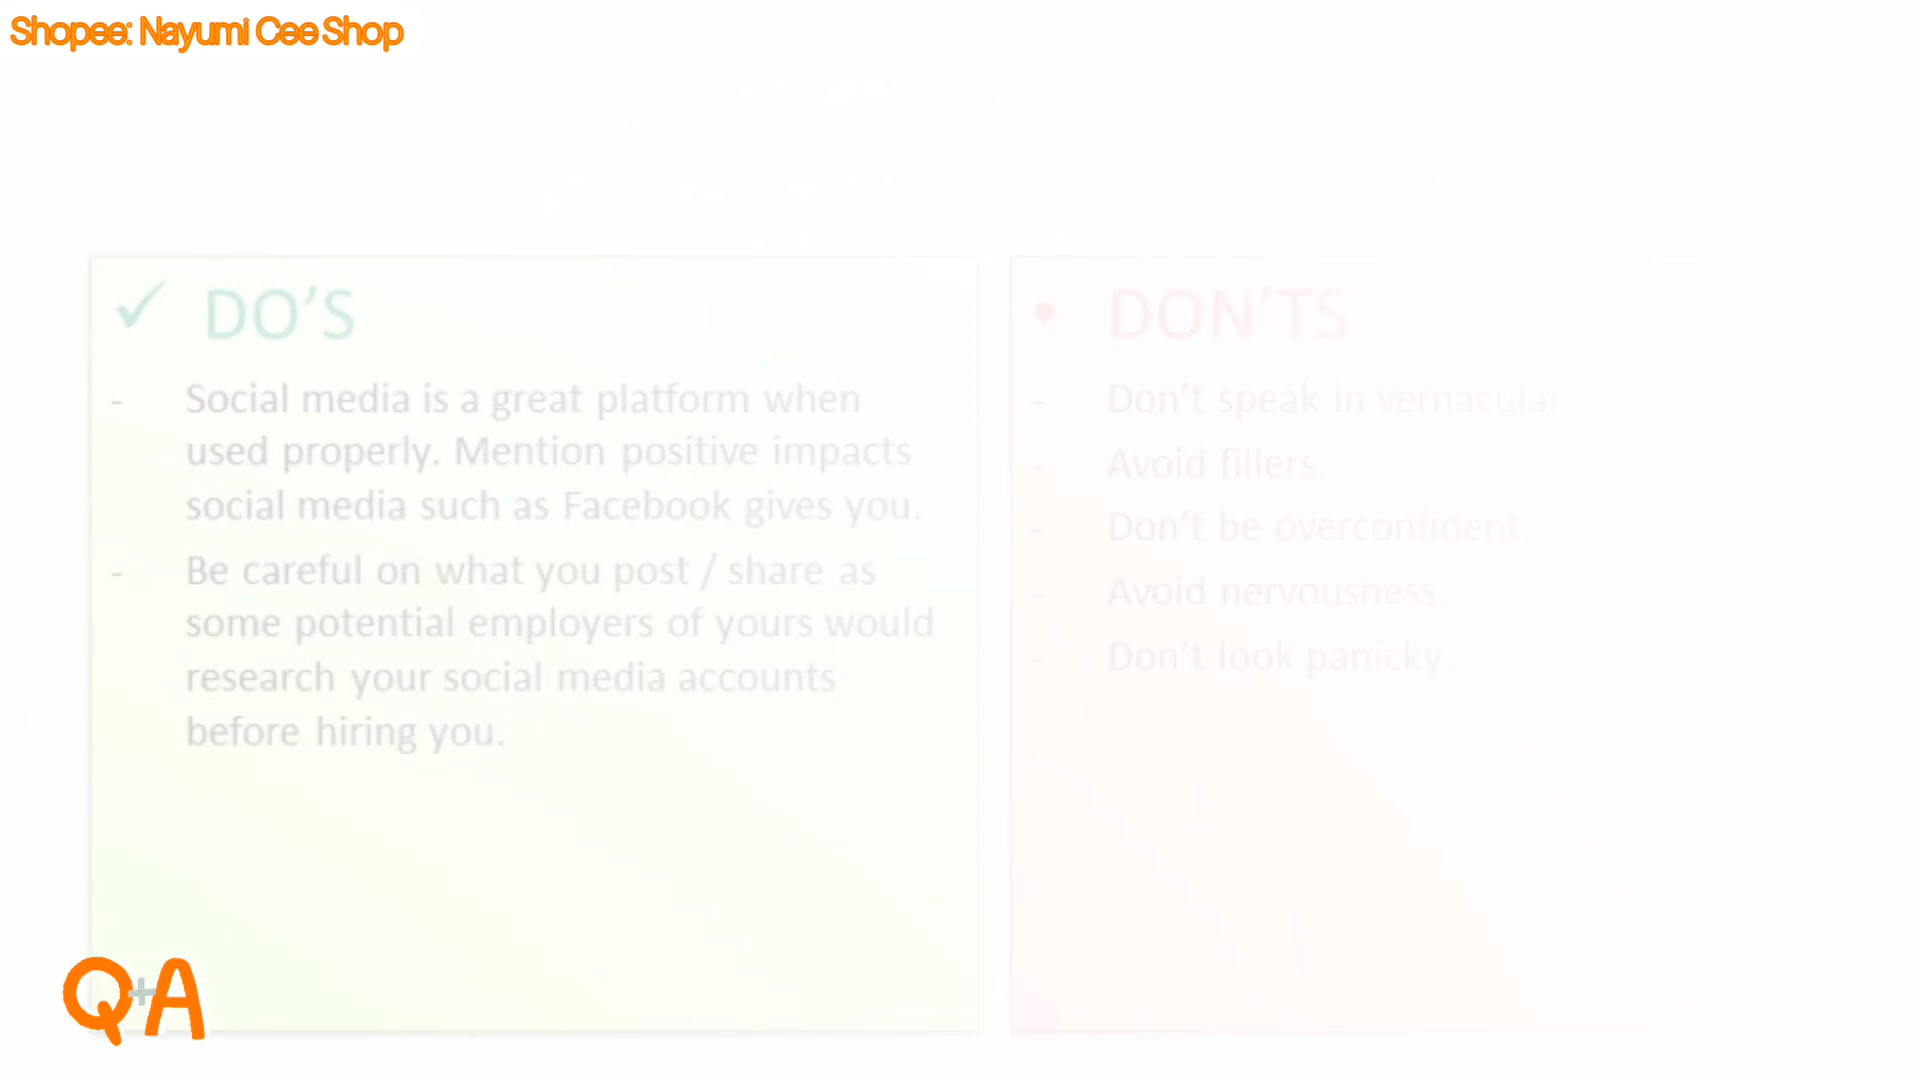 Shopee: Nayumi Cee Shop
✓ DO’S
- Social media is a great platform when
used properly. Mention positive impacts
social media such as Facebook gives you.
- Be careful on what you post / share as
some potential employers of yours would
research your social media accounts
before hiring you.
• DON’TS
- Don’t speak in vernacular.
- Avoid fillers.
- Don’t be overconfident.
- Avoid nervousness.
- Don’t look panicky.
Q+A